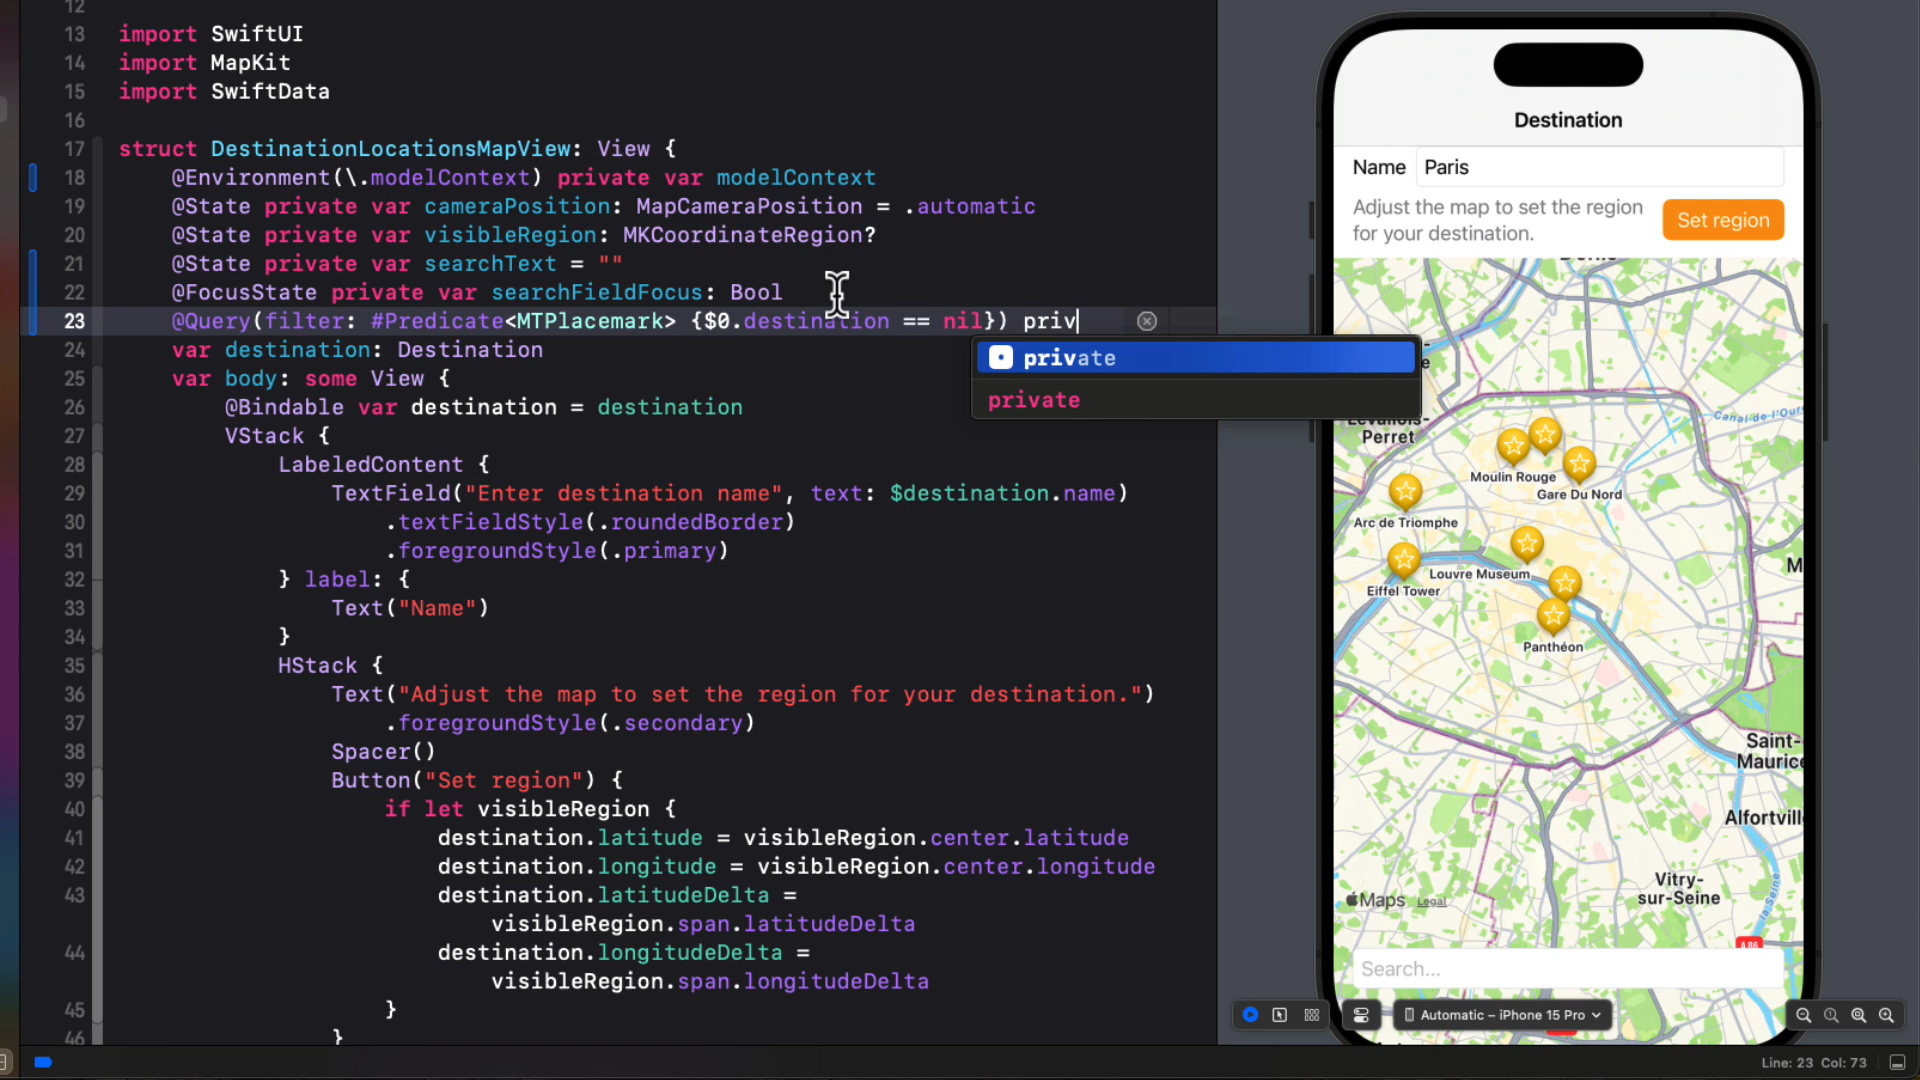 12
13 import SwiftUI
14 import MapKit
15 import SwiftData
16
17 struct DestinationLocationsMapView: View {
18 @Environment(\.modelContext) private var modelContext
19 @State private var cameraPosition: MapCameraPosition = .automatic
20 @State private var visibleRegion: MKCoordinateRegion?
21 @State private var searchText = ""
22 @FocusState private var searchFieldFocus: Bool
23 @Query(filter: #Predicate<MTPlacemark> {$0.destination == nil}) priv
private
private
24 var destination: Destination
25 var body: some View {
26 @Bindable var destination = destination
27 VStack {
28 LabeledContent {
29 TextField("Enter destination name", text: $destination.name)
30 .textFieldStyle(.roundedBorder)
31 .foregroundStyle(.primary)
32 } label: {
33 Text("Name")
34 }
35 HStack {
36 Text("Adjust the map to set the region for your destination.")
37 .foregroundStyle(.secondary)
38 Spacer()
39 Button("Set region") {
40 if let visibleRegion {
41 destination.latitude = visibleRegion.center.latitude
42 destination.longitude = visibleRegion.center.longitude
43 destination.latitudeDelta =
visibleRegion.span.latitudeDelta
44 destination.longitudeDelta =
visibleRegion.span.longitudeDelta
45 }
46 }
Destination
Name Paris
Adjust the map to set the region
for your destination.
Set region
Canal de l'Ourc
Levallois-
Perret
Moulin Rouge
Gare Du Nord
Arc de Triomphe
Louvre Museum
Eiffel Tower
Panthéon
Saint-
Maurice
Alfortvill
Vitry-
sur-Seine
la Seine
Maps Legal
A86
Search...
Automatic – iPhone 15 Pro
Line: 23 Col: 73